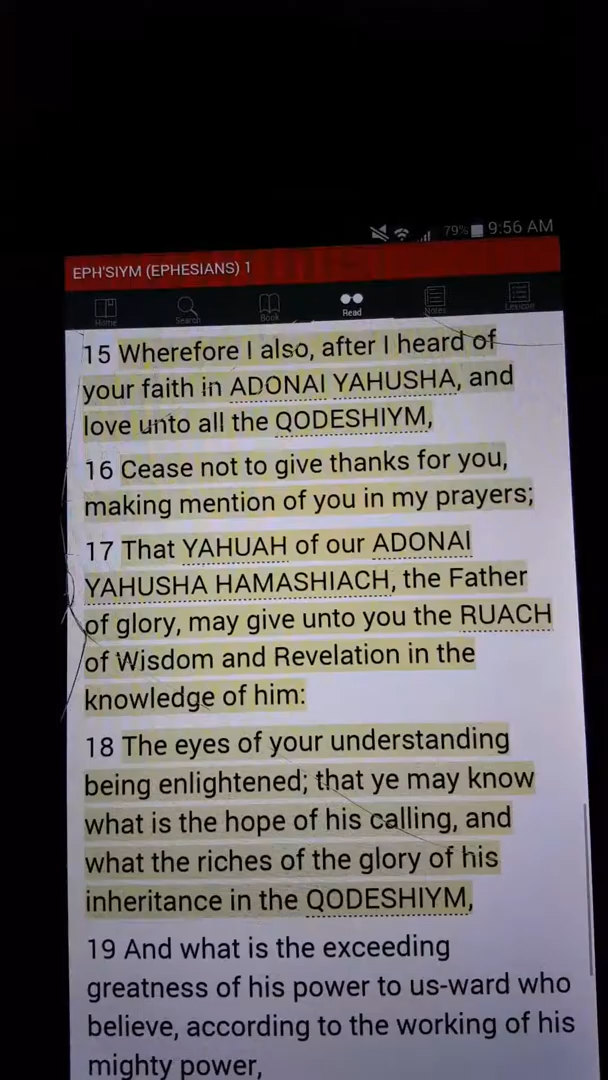 79% 9:56 AM
EPH'SIYM (EPHESIANS) 1
Home Search Book Read Notes Lexicon
15 Wherefore I also, after I heard of
your faith in ADONAI YAHUSHA, and
love unto all the QODESHIYM,
16 Cease not to give thanks for you,
making mention of you in my prayers;
17 That YAHUAH of our ADONAI
YAHUSHA HAMASHIACH, the Father
of glory, may give unto you the RUACH
of Wisdom and Revelation in the
knowledge of him:
18 The eyes of your understanding
being enlightened; that ye may know
what is the hope of his calling, and
what the riches of the glory of his
inheritance in the QODESHIYM,
19 And what is the exceeding
greatness of his power to us-ward who
believe, according to the working of his
mighty power,